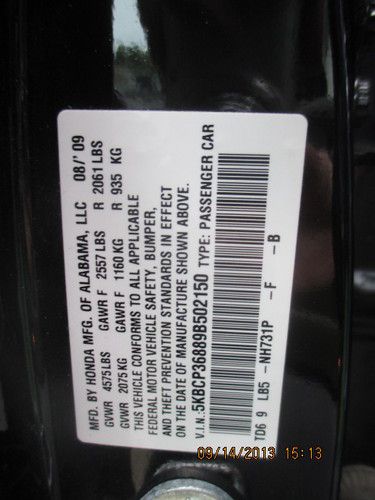 MFD. BY HONDA MFG. OF ALABAMA, LLC 08/'09
GVWR 4575LBS GAWR F 2557 LBS R 2061 LBS
GVWR 2075 KG GAWR F 1160 KG R 935 KG
THIS VEHICLE CONFORMS TO ALL APPLICABLE
FEDERAL MOTOR VEHICLE SAFETY, BUMPER,
AND THEFT PREVENTION STANDARDS IN EFFECT
ON THE DATE OF MANUFACTURE SHOWN ABOVE.
V.I.N.: 5KBCP36889B502150 TYPE: PASSENGER CAR
TD6 9 LB5 -NH731P -F -B
09/14/2013 15:13